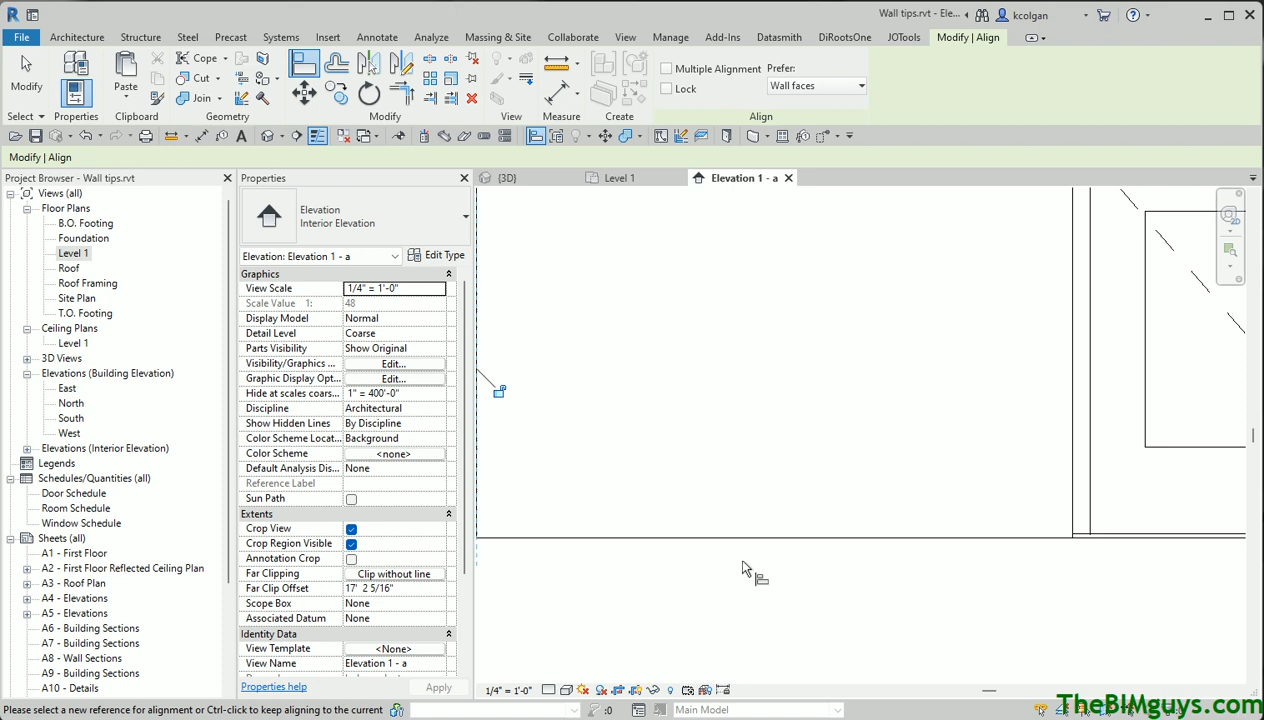 Wall tips.rvt - Ele...
kcolgan
File
Architecture
Structure
Steel
Precast
Systems
Insert
Annotate
Analyze
Massing & Site
Collaborate
View
Manage
Add-Ins
Datasmith
DiRootsOne
JOTools
Modify | Align
Modify
Paste
Cope
Cut
Join
Multiple Alignment
Lock
Prefer:
Wall faces
Select
Properties
Clipboard
Geometry
Modify
View
Measure
Create
Align
Modify | Align
Project Browser - Wall tips.rvt
Views (all)
Floor Plans
B.O. Footing
Foundation
Level 1
Roof
Roof Framing
Site Plan
T.O. Footing
Ceiling Plans
Level 1
3D Views
Elevations (Building Elevation)
East
North
South
West
Elevations (Interior Elevation)
Legends
Schedules/Quantities (all)
Door Schedule
Room Schedule
Window Schedule
Sheets (all)
A1 - First Floor
A2 - First Floor Reflected Ceiling Plan
A3 - Roof Plan
A4 - Elevations
A5 - Elevations
A6 - Building Sections
A7 - Building Sections
A8 - Wall Sections
A9 - Building Sections
A10 - Details
Properties
Elevation
Interior Elevation
Elevation: Elevation 1 - a
Edit Type
Graphics
View Scale 1/4" = 1'-0"
Scale Value 1: 48
Display Model Normal
Detail Level Coarse
Parts Visibility Show Original
Visibility/Graphics ... Edit...
Graphic Display Opt... Edit...
Hide at scales coars... 1" = 400'-0"
Discipline Architectural
Show Hidden Lines By Discipline
Color Scheme Locat... Background
Color Scheme <none>
Default Analysis Dis... None
Reference Label
Sun Path
Extents
Crop View
Crop Region Visible
Annotation Crop
Far Clipping Clip without line
Far Clip Offset 17' 2 5/16"
Scope Box None
Associated Datum None
Identity Data
View Template <None>
View Name Elevation 1 - a
Properties help
Apply
{3D}
Level 1
Elevation 1 - a
2D
1/4" = 1'-0"
Please select a new reference for alignment or Ctrl-click to keep aligning to the current
:0
Main Model
TheBIMguys.com